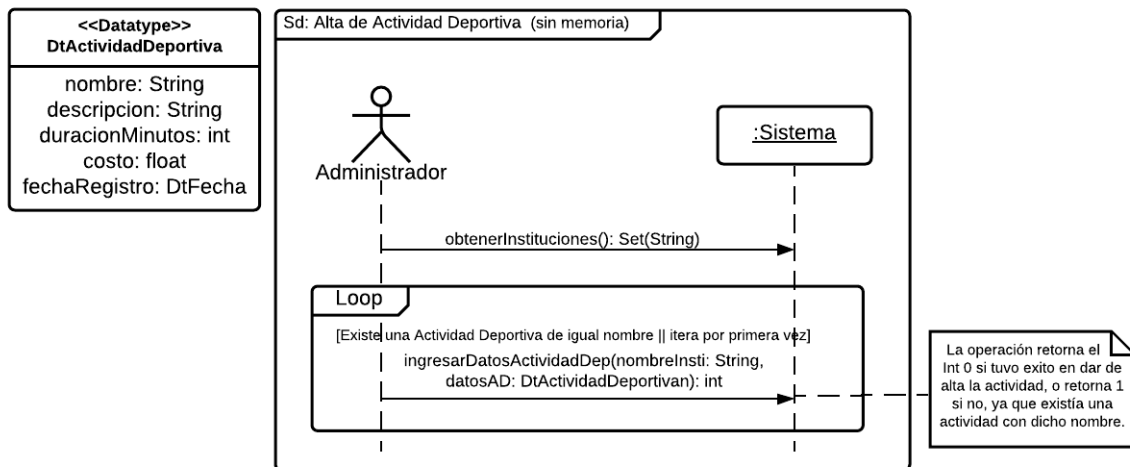 <<Datatype>>
DtActividadDeportiva
nombre: String
descripcion: String
duracionMinutos: int
costo: float
fechaRegistro: DtFecha
Sd: Alta de Actividad Deportiva (sin memoria)
Administrador
:Sistema
obtenerInstituciones(): Set(String)
Loop
[Existe una Actividad Deportiva de igual nombre || itera por primera vez]
ingresarDatosActividadDep(nombreInsti: String,
datosAD: DtActividadDeportivan): int
La operación retorna el
Int 0 si tuvo exito en dar de
alta la actividad, o retorna 1
si no, ya que existía una
actividad con dicho nombre.